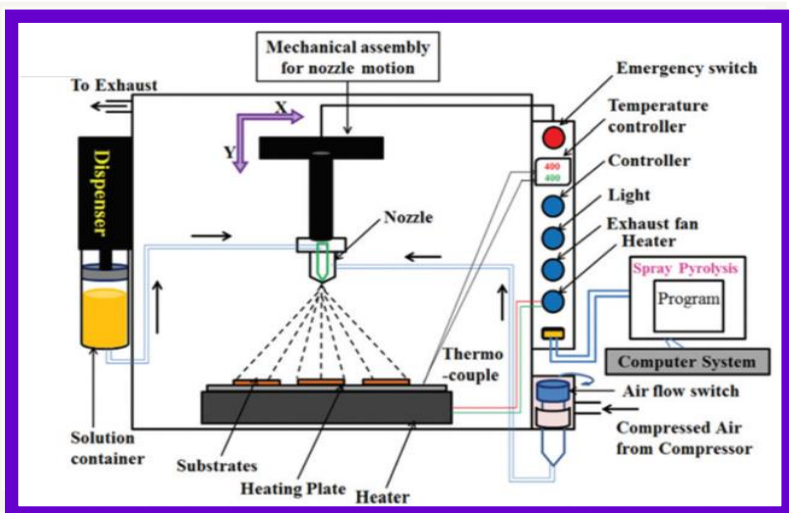 Mechanical assembly
for nozzle motion
To Exhaust
X
Y
Dispenser
Nozzle
Emergency switch
Temperature
controller
400
400
Controller
Light
Exhaust fan
Heater
Spray Pyrolysis
Program
Computer System
Thermo
-couple
Air flow switch
Compressed Air
from Compressor
Solution
container
Substrates
Heating Plate
Heater